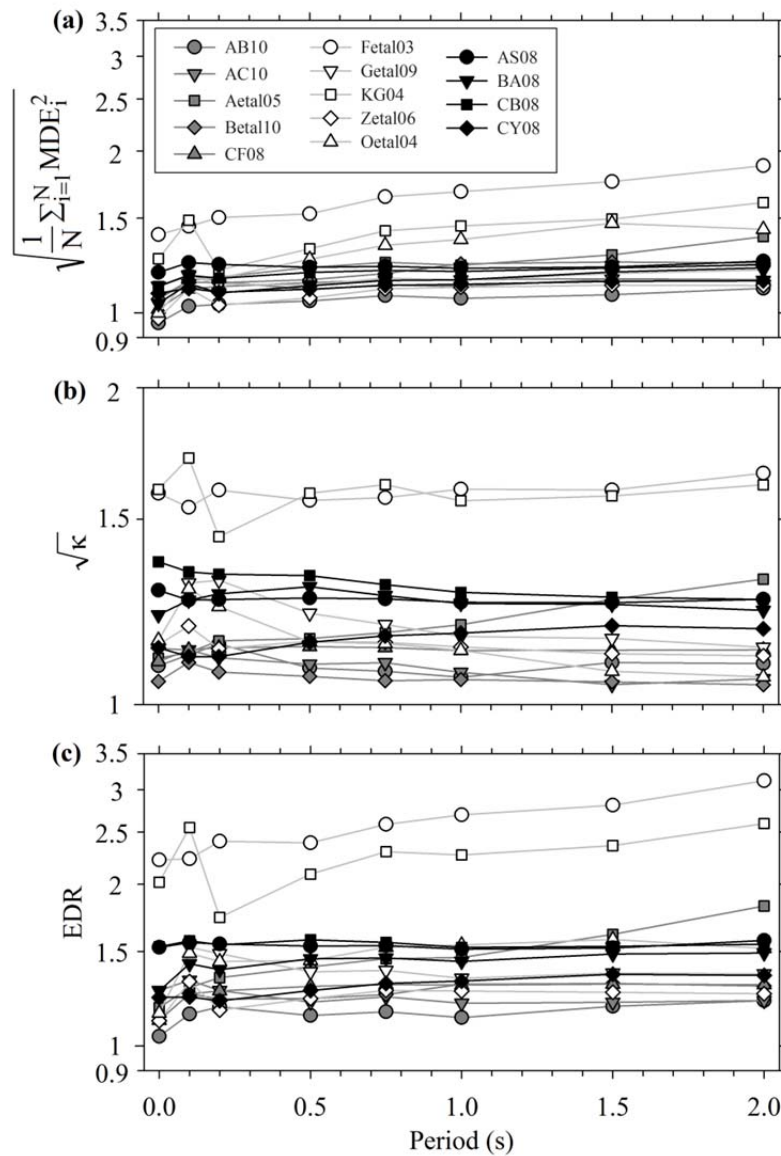 (a)
3.5
3
2.5
2
1.5
1
0.9
√(1/N Σᵢ₌₁ᴺ MDEᵢ²)
AB10
AC10
Aetal05
Betal10
CF08
Fetal03
Getal09
KG04
Zetal06
Oetal04
AS08
BA08
CB08
CY08
(b)
2
1.5
1
√κ
(c)
3.5
3
2.5
2
1.5
1
0.9
EDR
0.0 0.5 1.0 1.5 2.0
Period (s)